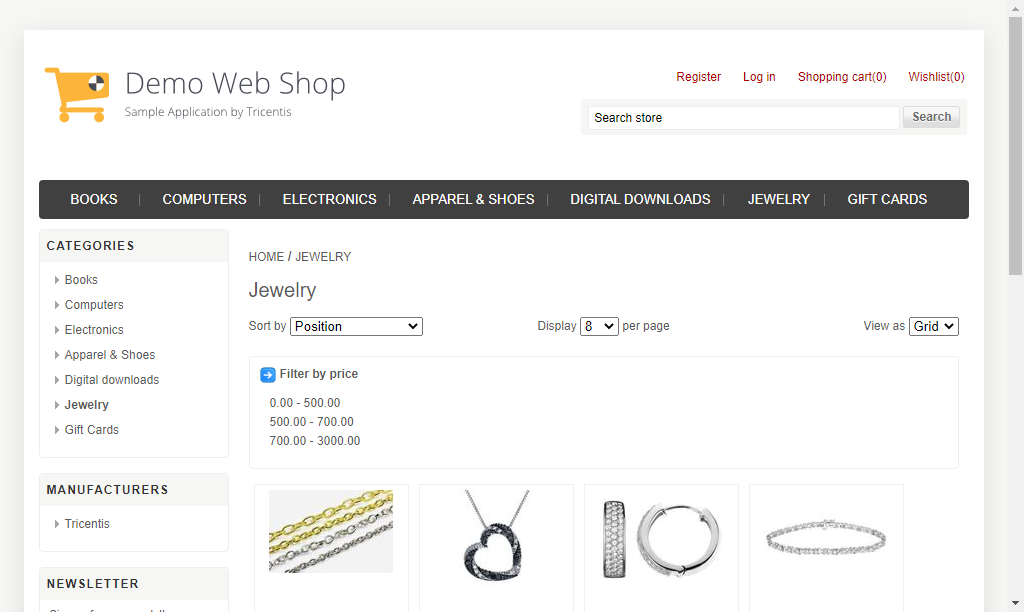 Demo Web Shop
Sample Application by Tricentis
Register Log in Shopping cart(0) Wishlist(0)
Search store Search
BOOKS COMPUTERS ELECTRONICS APPAREL & SHOES DIGITAL DOWNLOADS JEWELRY GIFT CARDS
CATEGORIES
Books
Computers
Electronics
Apparel & Shoes
Digital downloads
Jewelry
Gift Cards
MANUFACTURERS
Tricentis
NEWSLETTER
HOME / JEWELRY
Jewelry
Sort by Position Display 8 per page View as Grid
Filter by price
0.00 - 500.00
500.00 - 700.00
700.00 - 3000.00